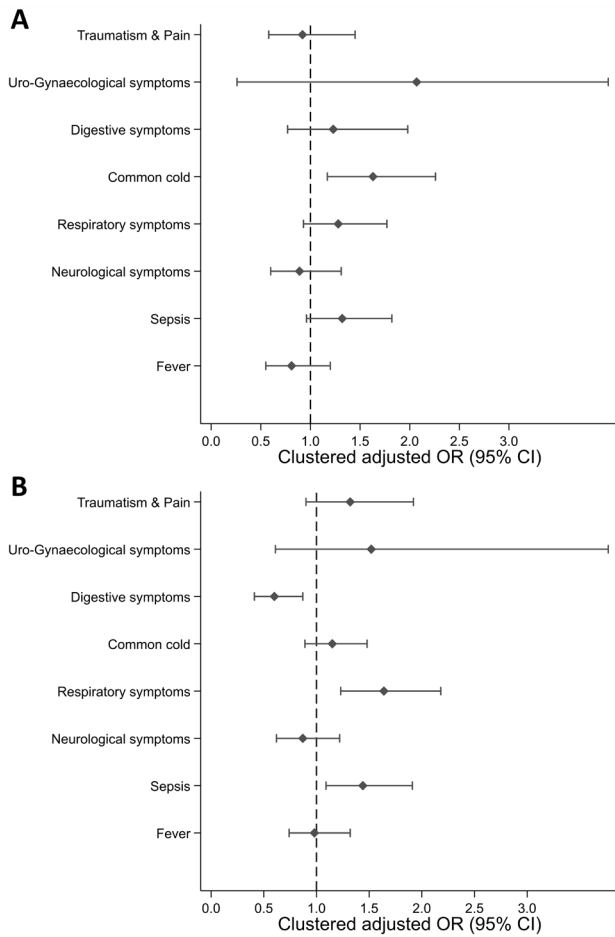 A
Traumatism & Pain
Uro-Gynaecological symptoms
Digestive symptoms
Common cold
Respiratory symptoms
Neurological symptoms
Sepsis
Fever
0.0 0.5 1.0 1.5 2.0 2.5 3.0
Clustered adjusted OR (95% CI)
B
Traumatism & Pain
Uro-Gynaecological symptoms
Digestive symptoms
Common cold
Respiratory symptoms
Neurological symptoms
Sepsis
Fever
0.0 0.5 1.0 1.5 2.0 2.5 3.0
Clustered adjusted OR (95% CI)